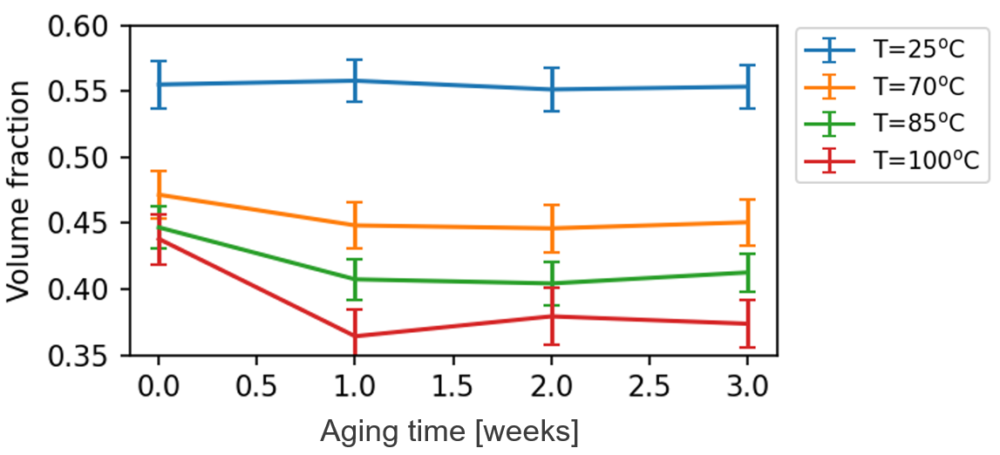 Volume fraction
0.60
0.55
0.50
0.45
0.40
0.35
0.0 0.5 1.0 1.5 2.0 2.5 3.0
Aging time [weeks]
T=25ºC
T=70ºC
T=85ºC
T=100ºC